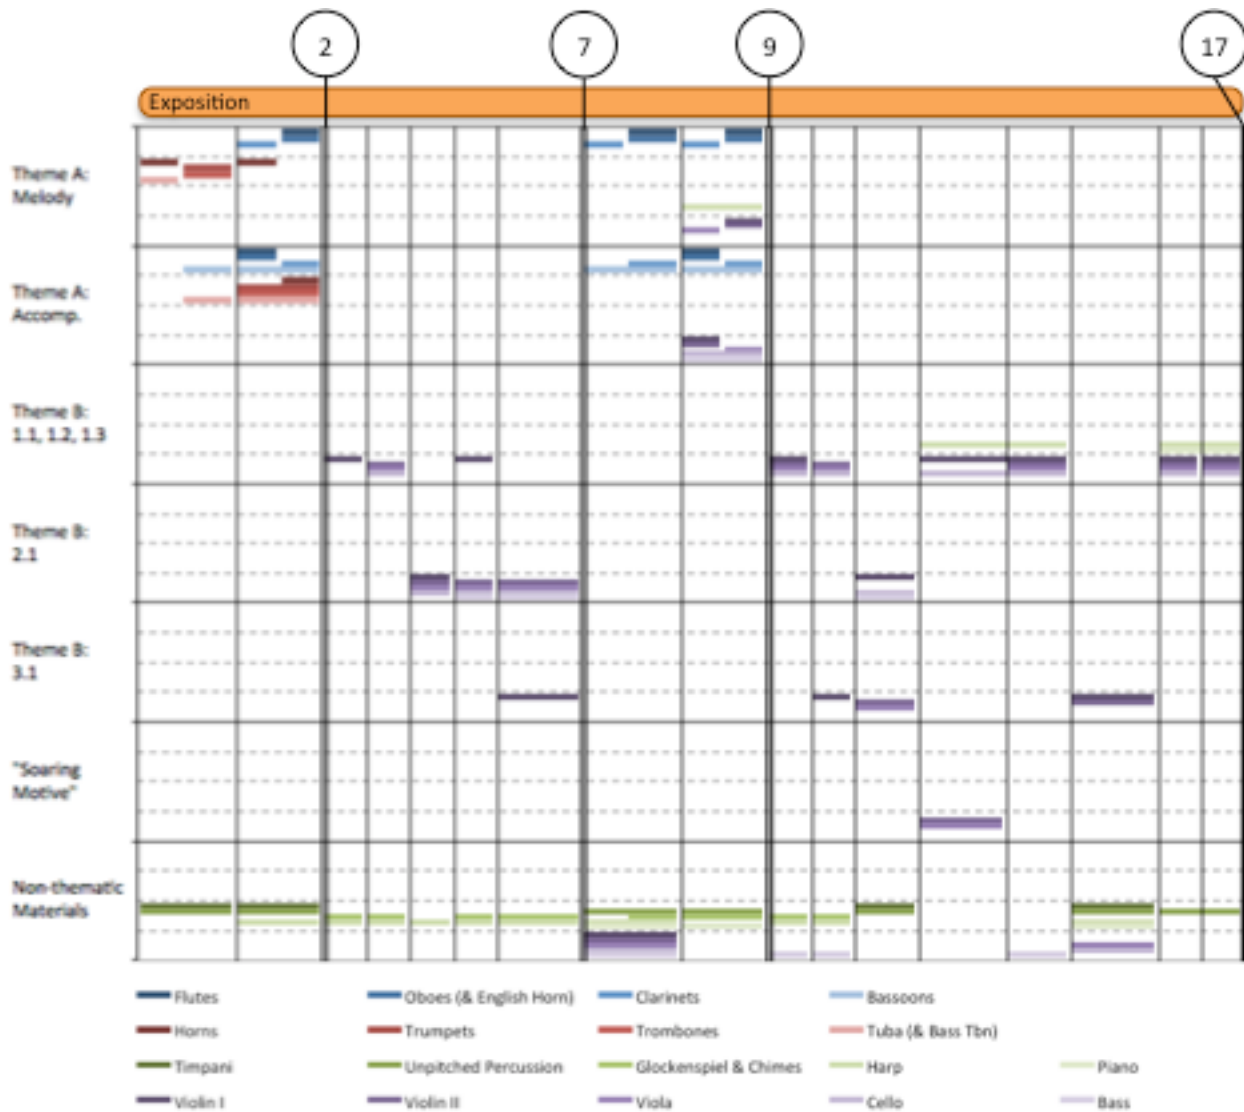 2 7 9 17
Exposition
Theme A:
Melody
Theme A:
Accomp.
Theme B:
1.1, 1.2, 1.3
Theme B:
2.1
Theme B:
3.1
"Soaring
Motive"
Non-thematic
Materials
Flutes Oboes (& English Horn) Clarinets Bassoons
Horns Trumpets Trombones Tuba (& Bass Tbn)
Timpani Unpitched Percussion Glockenspiel & Chimes Harp Piano
Violin I Violin II Viola Cello Bass